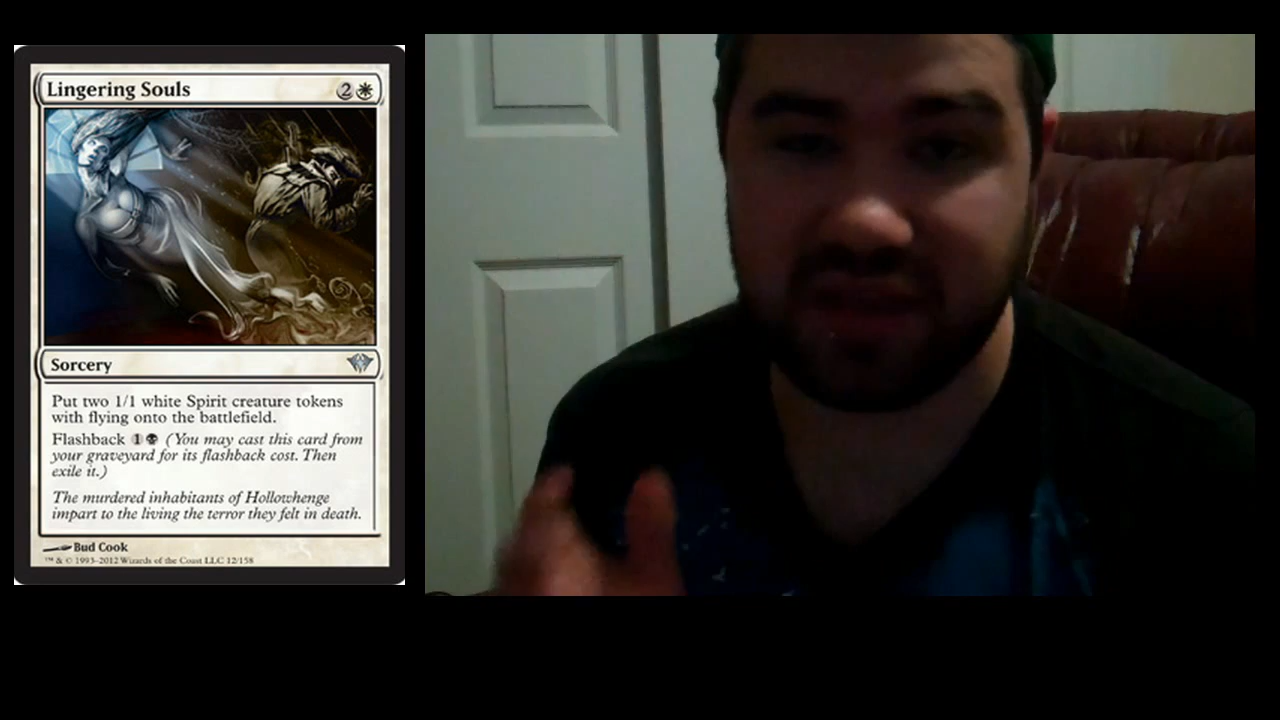 Lingering Souls 2
Sorcery
Put two 1/1 white Spirit creature tokens
with flying onto the battlefield.
Flashback 1 (You may cast this card from
your graveyard for its flashback cost. Then
exile it.)
The murdered inhabitants of Hollowhenge
impart to the living the terror they felt in death.
Bud Cook
™ & © 1993–2012 Wizards of the Coast LLC 12/158